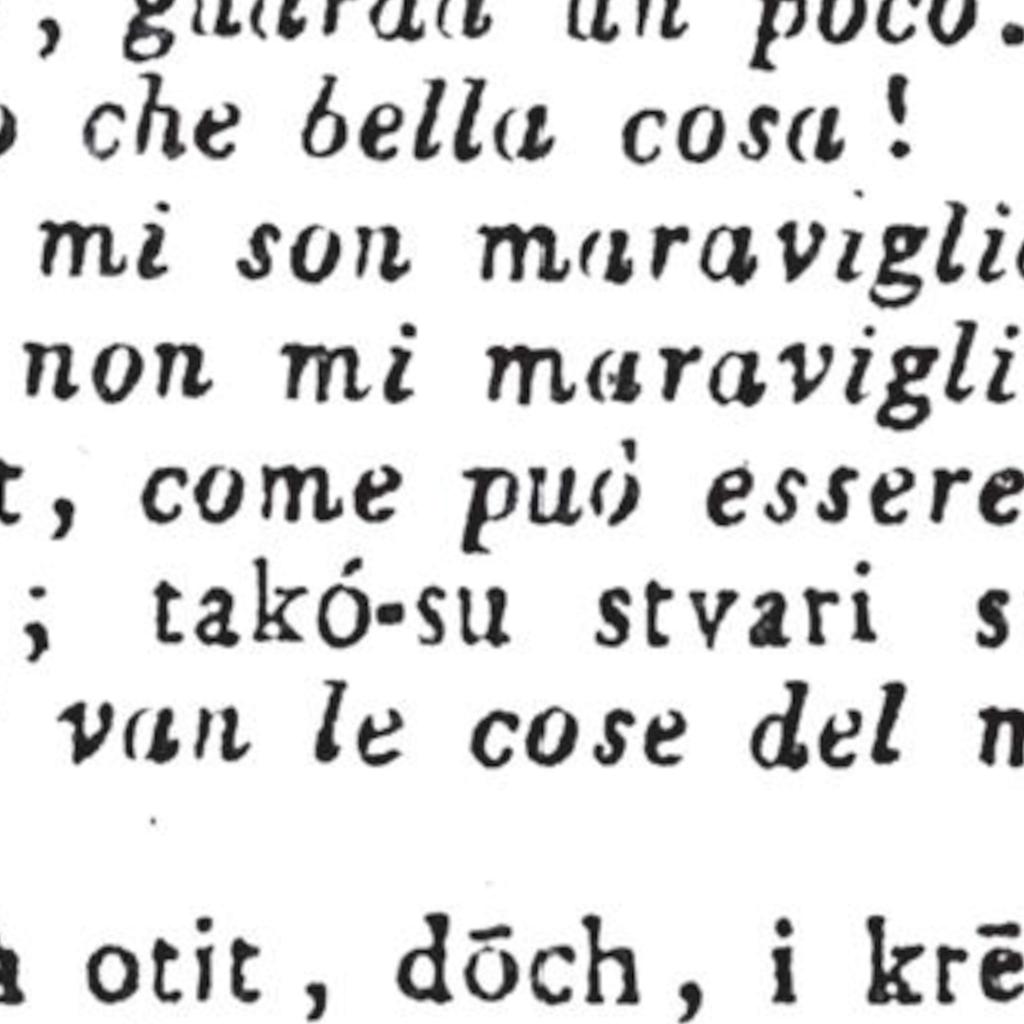 , guarda un poco.
che bella cosa !
mi son maraviglio
non mi maravigli
t, come può essere
; takó-su stvari s
van le cose del m
otit , dōch , i krē